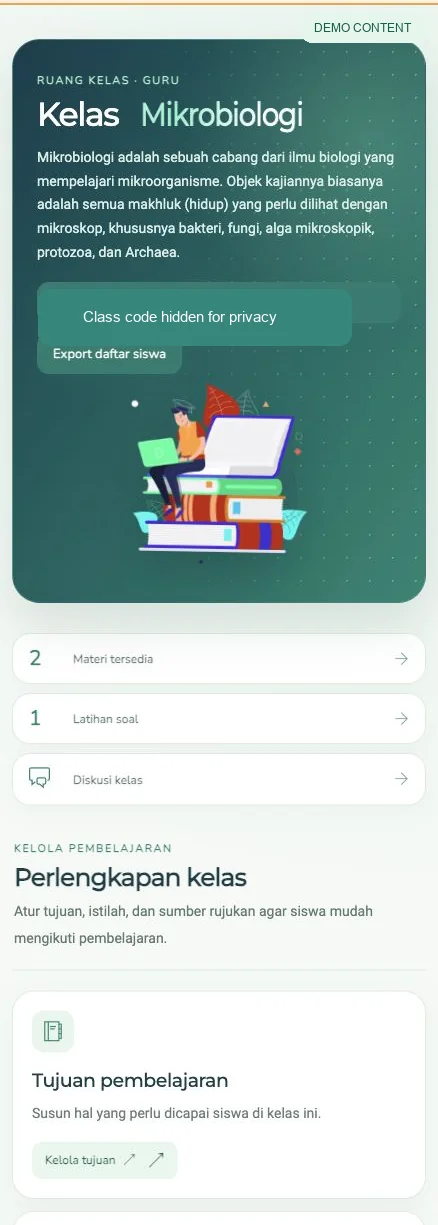 DEMO CONTENT
RUANG KELAS · GURU
Kelas Mikrobiologi
Mikrobiologi adalah sebuah cabang dari ilmu biologi yang
mempelajari mikroorganisme. Objek kajiannya biasanya
adalah semua makhluk (hidup) yang perlu dilihat dengan
mikroskop, khususnya bakteri, fungi, alga mikroskopik,
protozoa, dan Archaea.
Class code hidden for privacy
Export daftar siswa
2 Materi tersedia
1 Latihan soal
Diskusi kelas
KELOLA PEMBELAJARAN
Perlengkapan kelas
Atur tujuan, istilah, dan sumber rujukan agar siswa mudah
mengikuti pembelajaran.
Tujuan pembelajaran
Susun hal yang perlu dicapai siswa di kelas ini.
Kelola tujuan